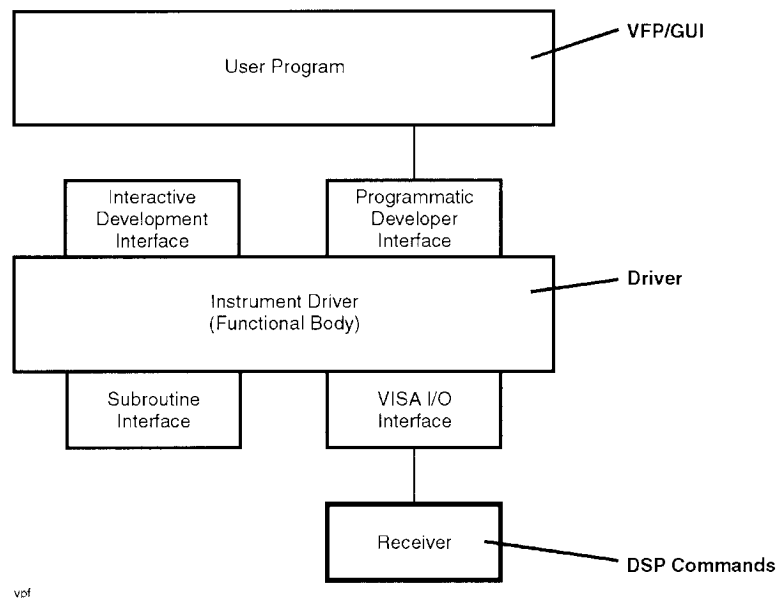 VFP/GUI
User Program
Interactive
Development
Interface
Programmatic
Developer
Interface
Driver
Instrument Driver
(Functional Body)
Subroutine
Interface
VISA I/O
Interface
Receiver
DSP Commands
vpf